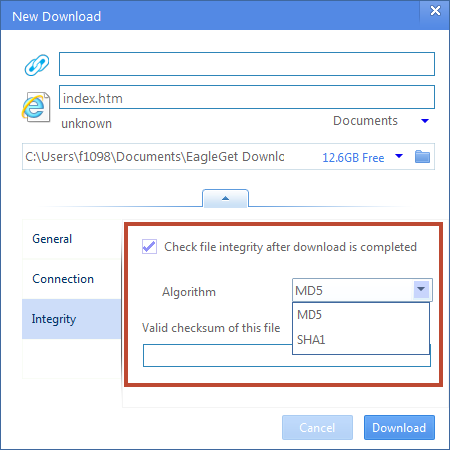 New Download
index.htm
unknown
Documents
C:\Users\f1098\Documents\EagleGet Downlc
12.6GB Free
General
Connection
Integrity
Check file integrity after download is completed
Algorithm
MD5
MD5
SHA1
Valid checksum of this file
Cancel
Download